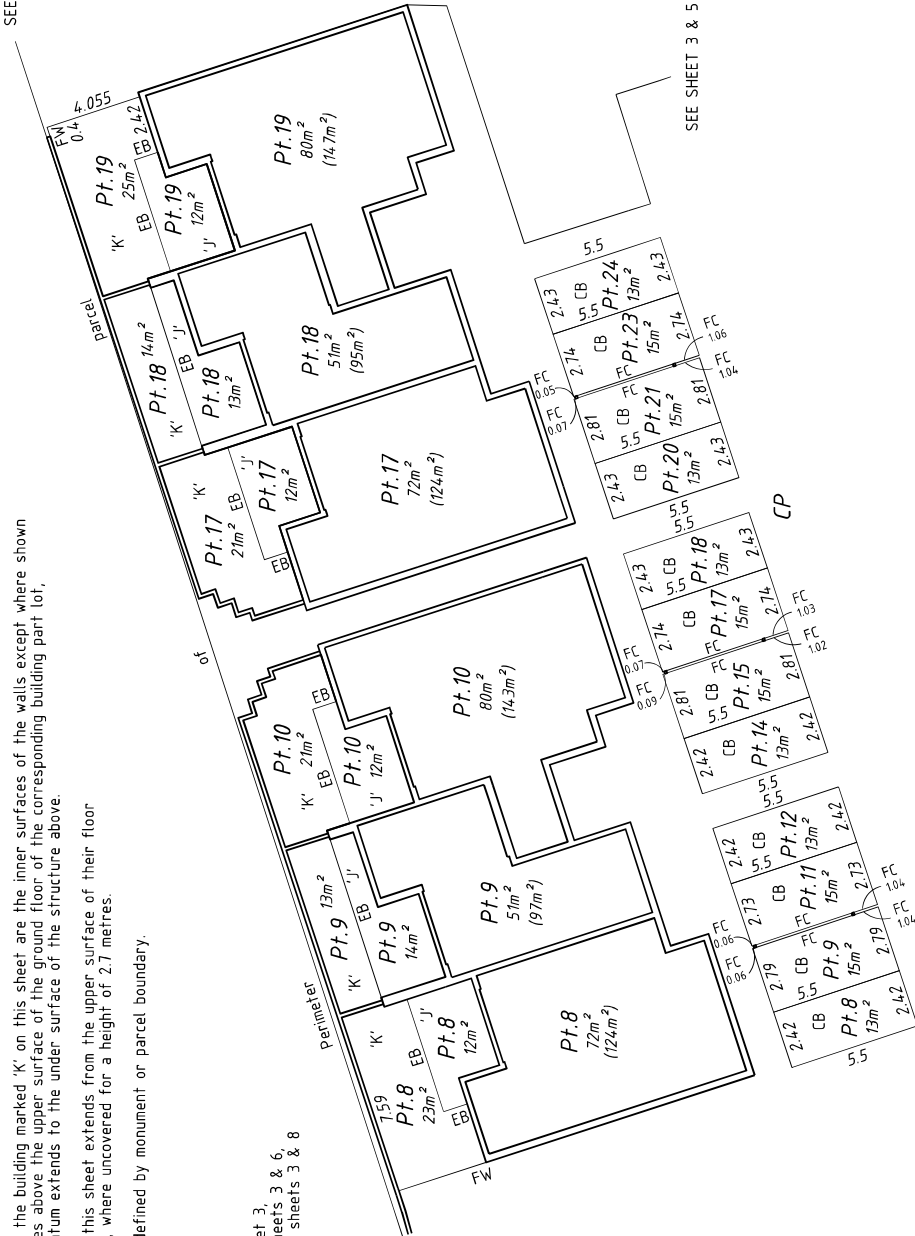 SEE
the building marked 'K' on this sheet are the inner surfaces of the walls except where shown
es above the upper surface of the ground floor of the corresponding building part lot,
tum extends to the under surface of the structure above.
this sheet extends from the upper surface of their floor
, where uncovered for a height of 2.7 metres.
defined by monument or parcel boundary.
et 3,
heets 3 & 6,
sheets 3 & 8
SEE SHEET 3 & 5
Perimeter
of
parcel
FW
0.4
4.055
2.42
Pt.19
25m²
'K'
EB
EB
Pt.19
12m²
'J'
Pt.19
80m²
(147m²)
Pt.18
14m²
'K'
'J'
EB
Pt.18
13m²
Pt.18
51m²
(95m²)
Pt.17
21m²
'K'
EB
EB
'J'
Pt.17
12m²
Pt.17
72m²
(124m²)
Pt.10
21m²
'K'
EB
EB
Pt.10
12m²
'J'
Pt.10
80m²
(143m²)
Pt.9
13m²
'K'
'J'
EB
Pt.9
14m²
Pt.9
51m²
(97m²)
1.59
Pt.8
23m²
'K'
EB
EB
'J'
Pt.8
12m²
FW
Pt.8
72m²
(124m²)
5.5
2.43
CB
Pt.24
13m²
2.43
5.5
2.74
CB
Pt.23
15m²
2.74
FC
0.05
FC
0.07
FC
FC
1.06
FC
1.04
2.81
CB
Pt.21
15m²
2.81
5.5
2.43
CB
Pt.20
13m²
2.43
5.5
CP
5.5
2.43
CB
Pt.18
13m²
2.43
5.5
2.74
CB
Pt.17
15m²
2.74
FC
0.07
FC
0.09
FC
FC
1.03
FC
1.02
2.81
CB
Pt.15
15m²
2.81
5.5
2.42
CB
Pt.14
13m²
2.42
5.5
5.5
2.42
CB
Pt.12
13m²
2.42
5.5
2.73
CB
Pt.11
15m²
2.73
FC
0.06
FC
0.06
FC
FC
1.04
FC
1.04
2.79
CB
Pt.9
15m²
2.79
5.5
2.42
CB
Pt.8
13m²
2.42
5.5